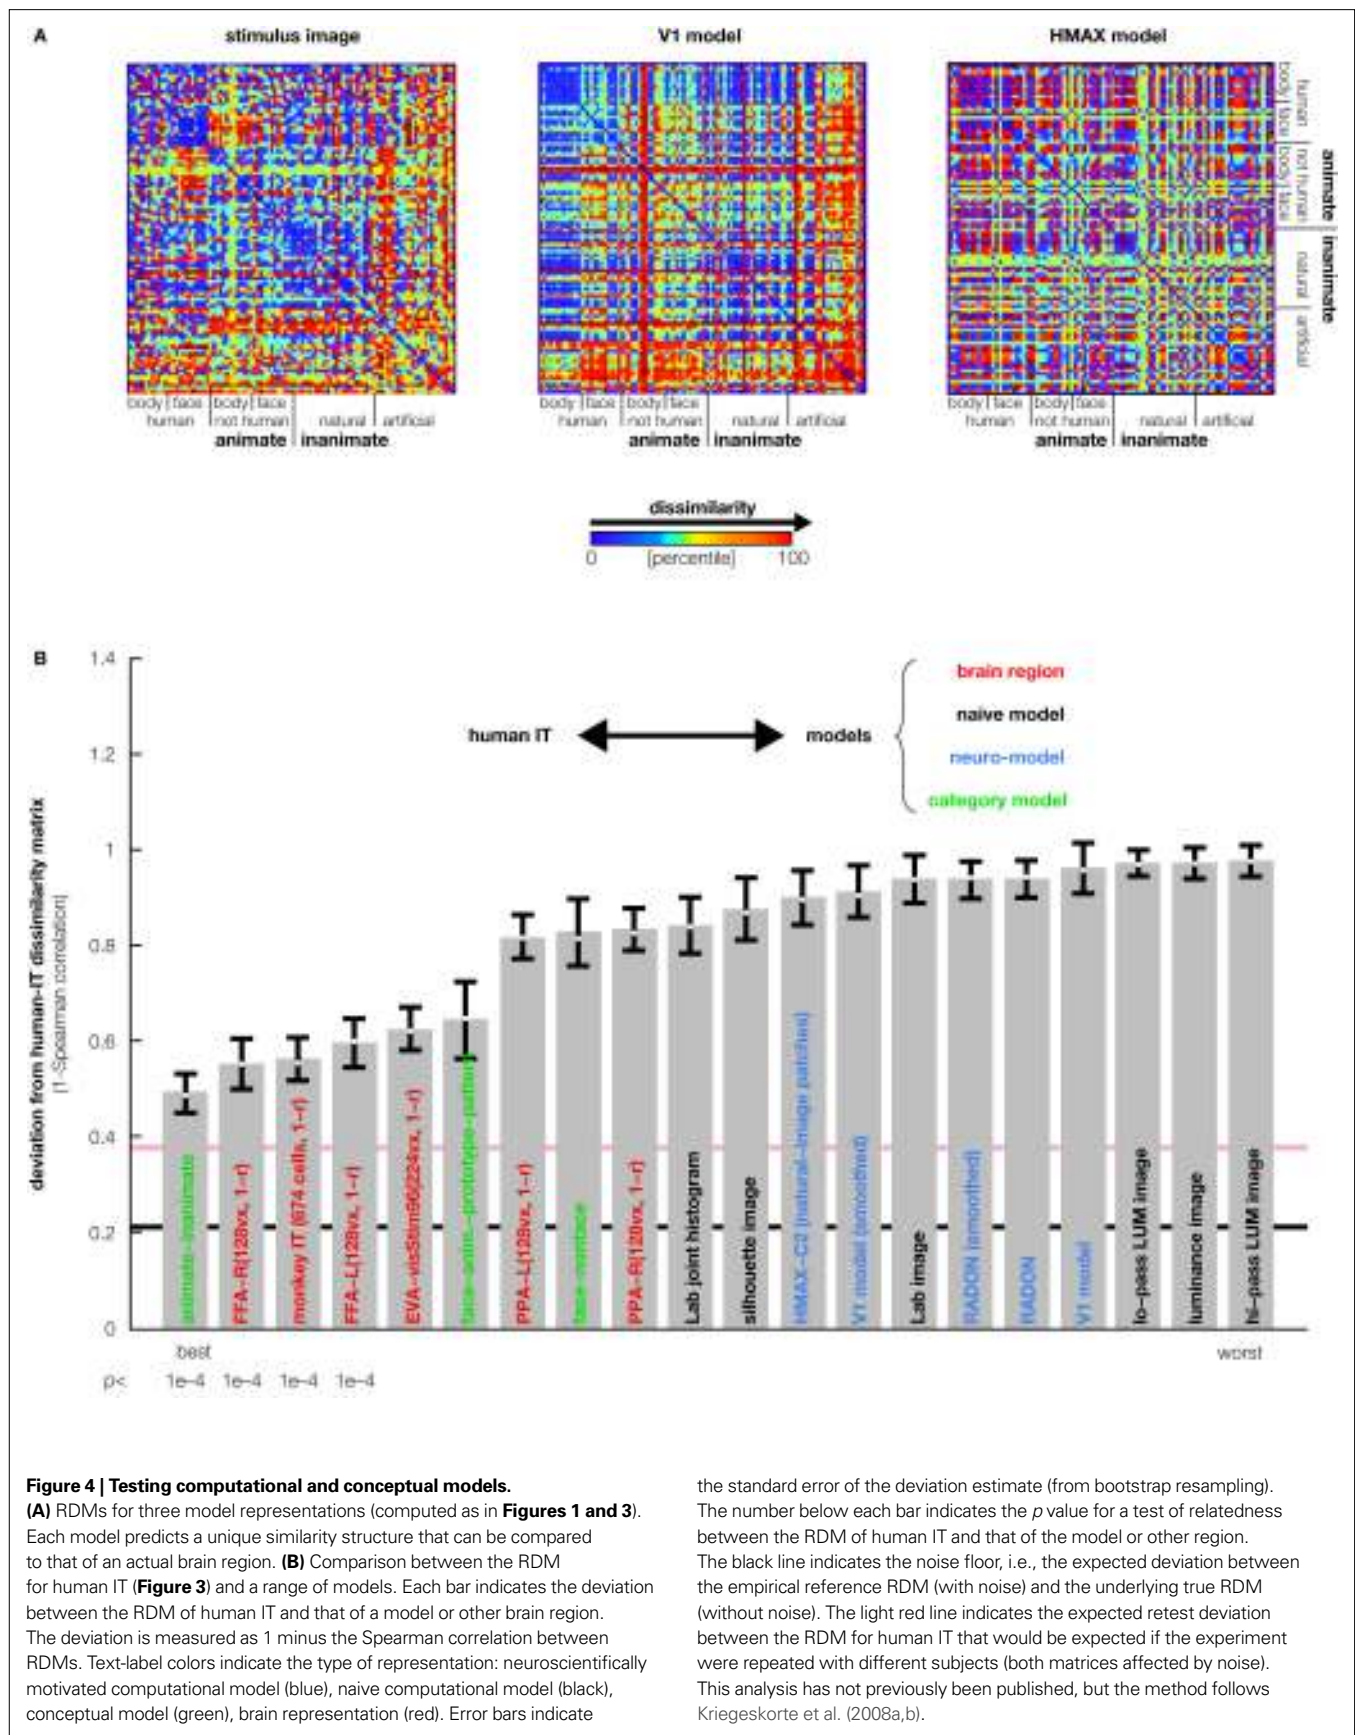 A
stimulus image
V1 model
HMAX model
human
body | face
not human
body | face
animate
inanimate
natural
artificial
body | face
human
body | face
not human
natural
artificial
animate
inanimate
body | face
human
body | face
not human
natural
artificial
animate
inanimate
body | face
human
body | face
not human
natural
artificial
animate
inanimate
dissimilarity
0
[percentile]
100
B
1.4
1.2
1
0.8
0.6
0.4
0.2
0
deviation from human-IT dissimilarity matrix
[1-Spearman correlation]
human IT
models
brain region
naive model
neuro-model
category model
animate-inanimate
FFA-R(128vx, 1-r)
monkey IT (674 cells, 1-r)
FFA-L(128vx, 1-r)
EVA-visStim96(224vx, 1-r)
face-anim-prototype-pattern
PPA-L(128vx, 1-r)
face-nonface
PPA-R(128vx, 1-r)
Lab joint histogram
silhouette image
HMAX-C2 (natural-image patches)
V1 model (smoothed)
Lab image
RADON (smoothed)
RADON
V1 model
lo-pass LUM image
luminance image
hi-pass LUM image
best
worst
p<
1e-4
1e-4
1e-4
1e-4
Figure 4 | Testing computational and conceptual models.
(A) RDMs for three model representations (computed as in Figures 1 and 3).
Each model predicts a unique similarity structure that can be compared
to that of an actual brain region. (B) Comparison between the RDM
for human IT (Figure 3) and a range of models. Each bar indicates the deviation
between the RDM of human IT and that of a model or other brain region.
The deviation is measured as 1 minus the Spearman correlation between
RDMs. Text-label colors indicate the type of representation: neuroscientifically
motivated computational model (blue), naive computational model (black),
conceptual model (green), brain representation (red). Error bars indicate
the standard error of the deviation estimate (from bootstrap resampling).
The number below each bar indicates the p value for a test of relatedness
between the RDM of human IT and that of the model or other region.
The black line indicates the noise floor, i.e., the expected deviation between
the empirical reference RDM (with noise) and the underlying true RDM
(without noise). The light red line indicates the expected retest deviation
between the RDM for human IT that would be expected if the experiment
were repeated with different subjects (both matrices affected by noise).
This analysis has not previously been published, but the method follows
Kriegeskorte et al. (2008a,b).